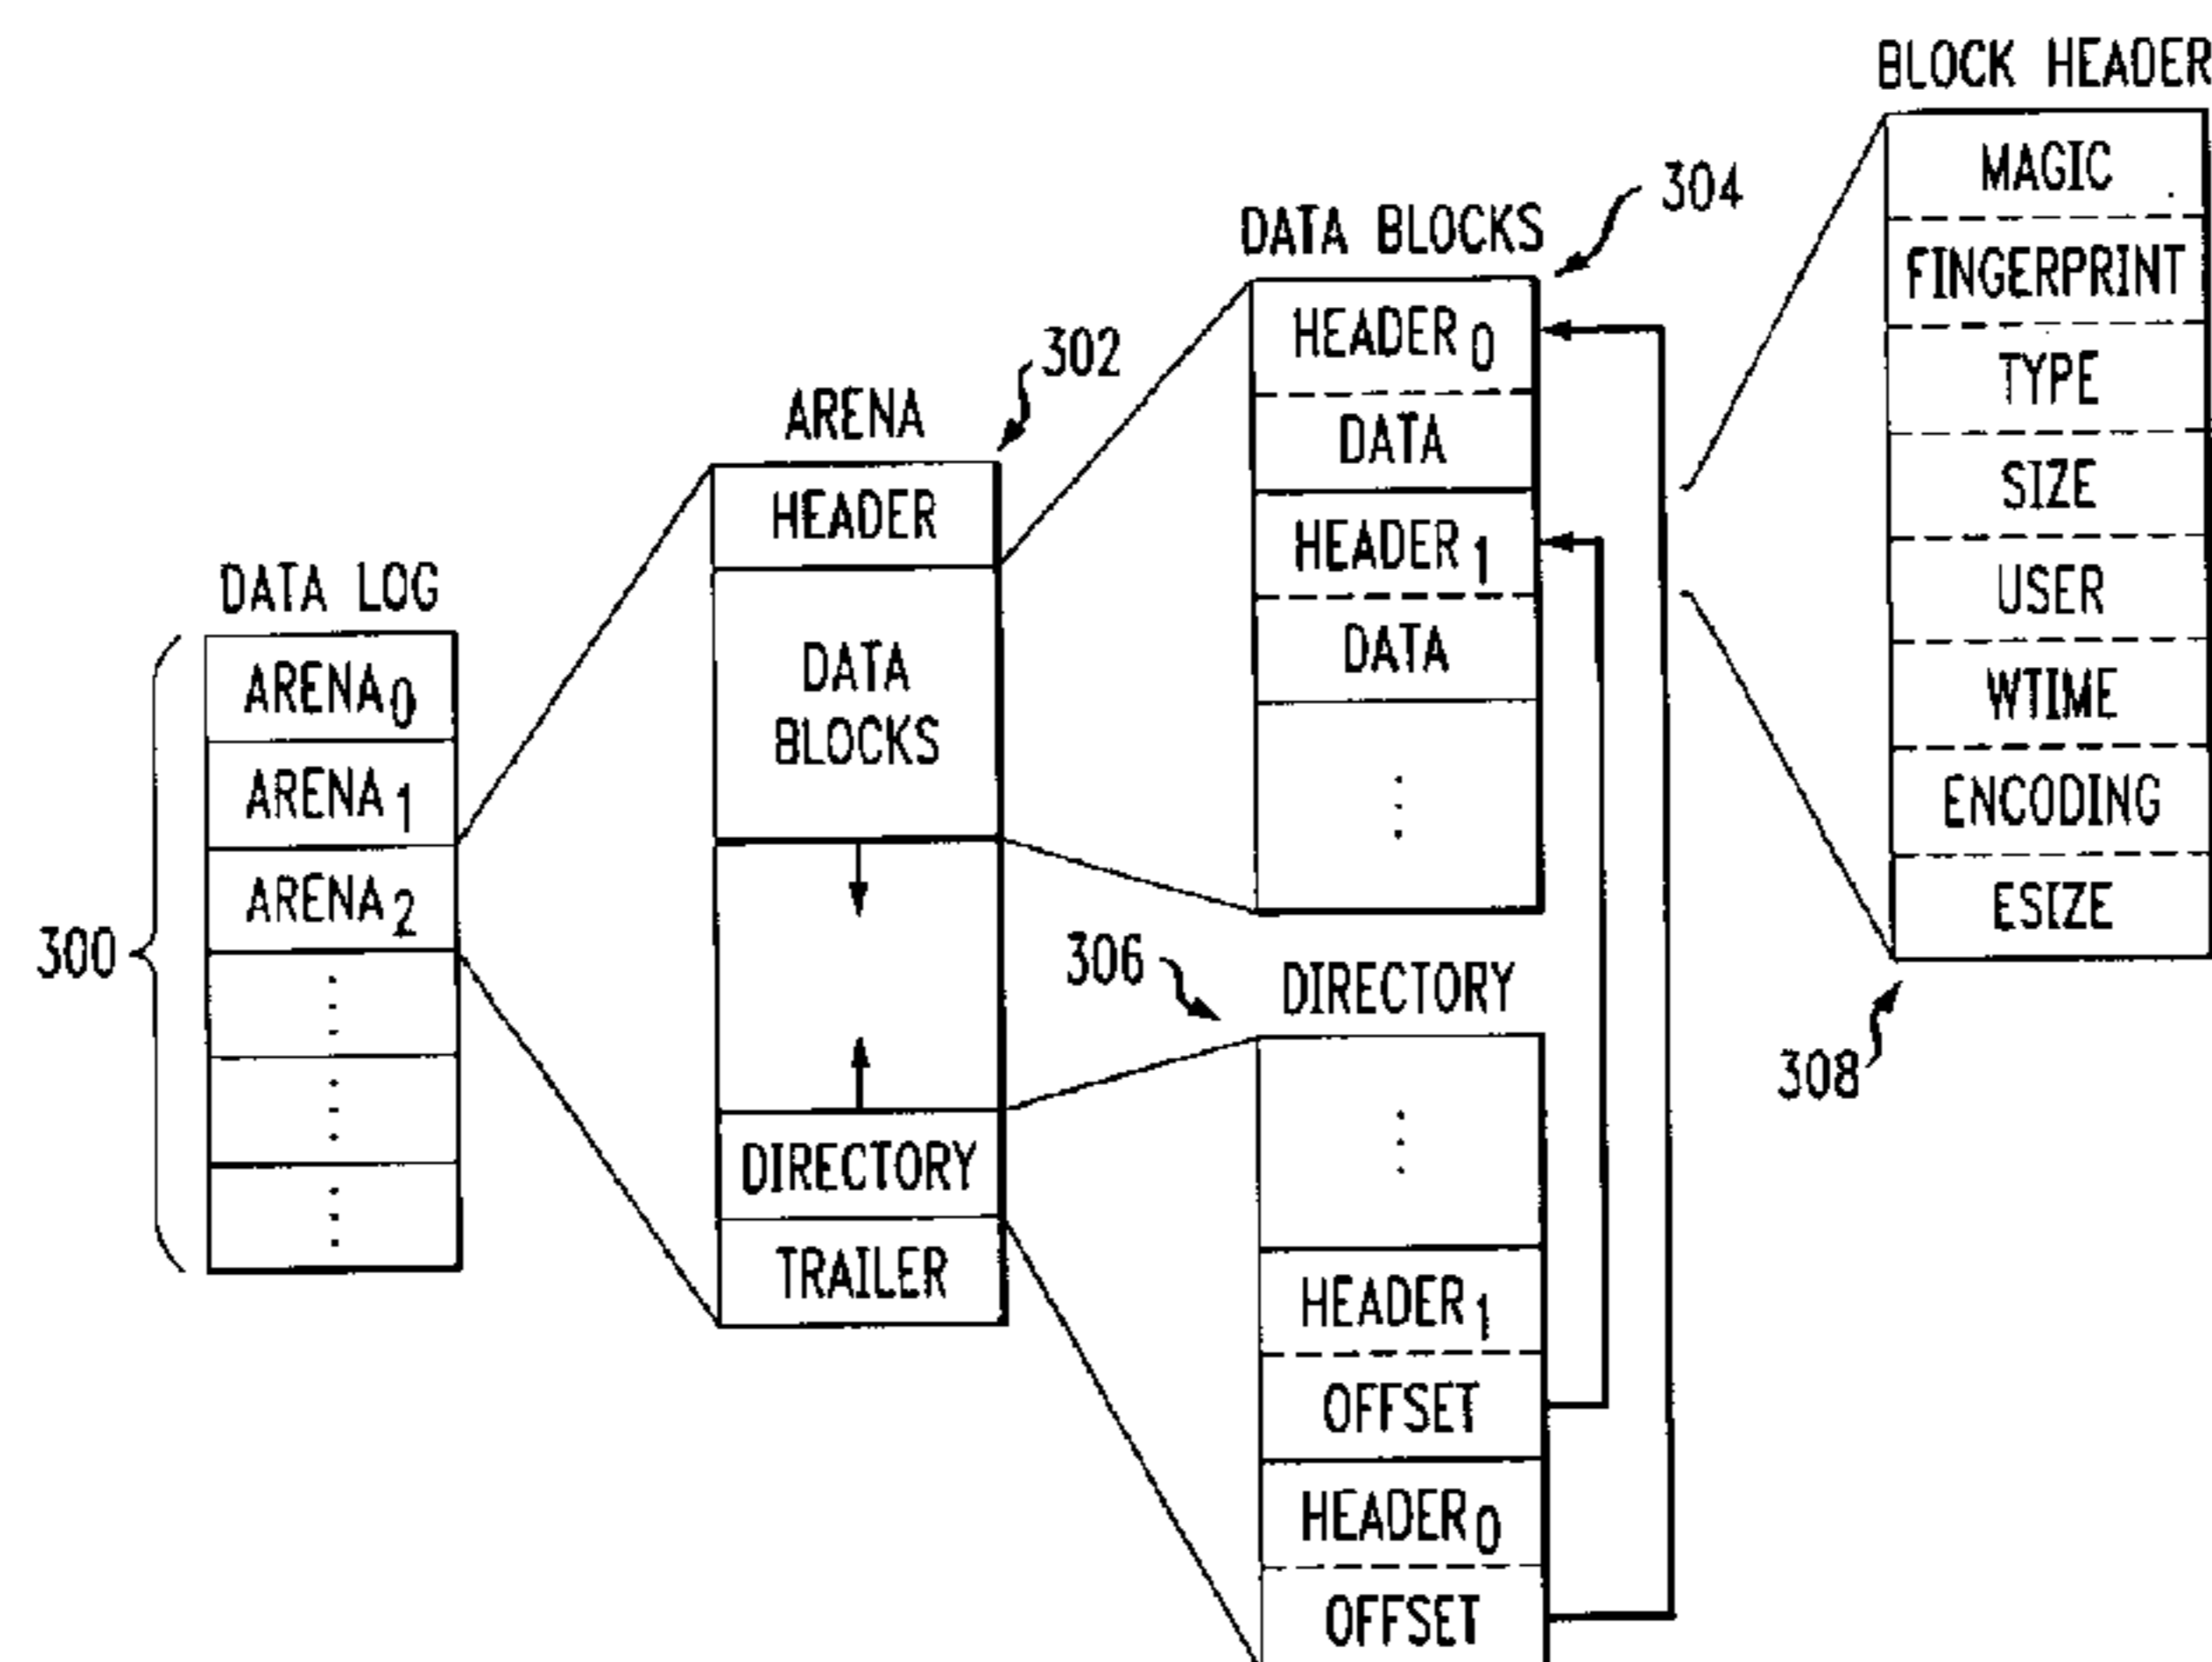 BLOCK HEADER
MAGIC
FINGERPRINT
TYPE
SIZE
USER
WTIME
ENCODING
ESIZE
308
304
DATA BLOCKS
HEADER 0
DATA
HEADER 1
DATA
302
ARENA
HEADER
DATA
BLOCKS
DIRECTORY
TRAILER
DATA LOG
ARENA 0
ARENA 1
ARENA 2
300
306
DIRECTORY
HEADER 1
OFFSET
HEADER 0
OFFSET